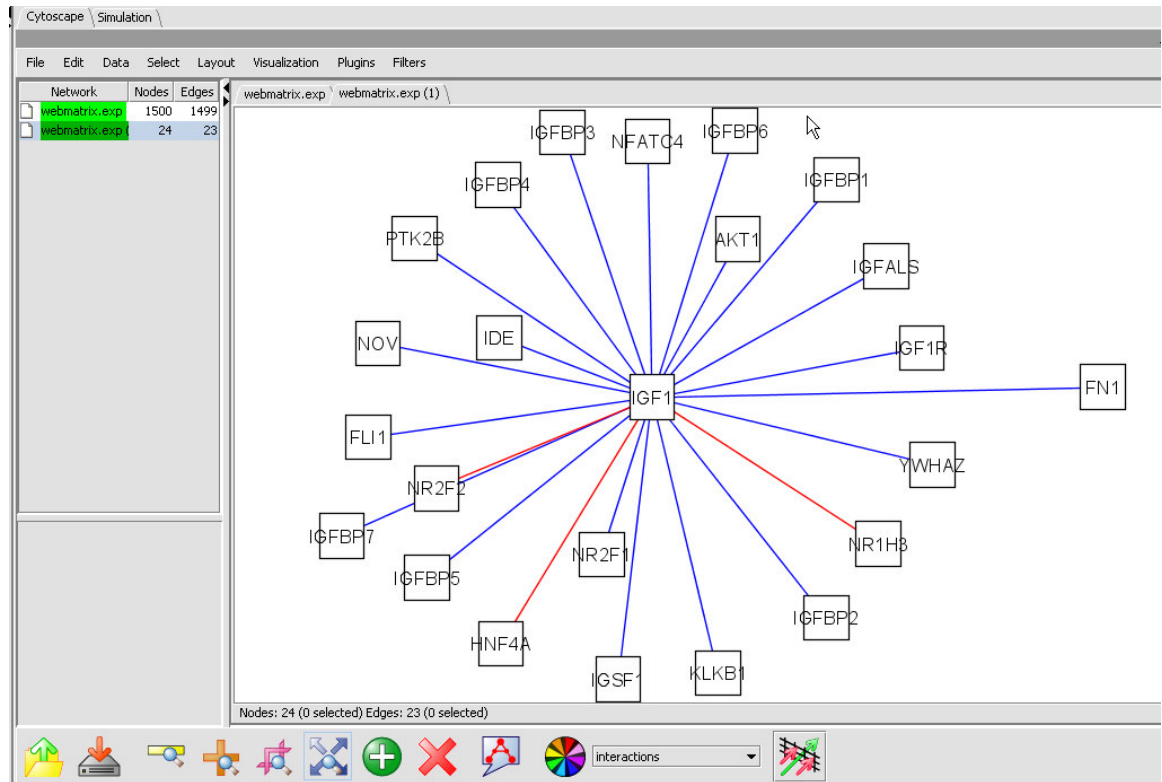 Cytoscape Simulation
File Edit Data Select Layout Visualization Plugins Filters
Network Nodes Edges
webmatrix.exp 1500 1499
webmatrix.exp ( 24 23
webmatrix.exp webmatrix.exp (1)
IGFBP3
NFATC4
IGFBP6
IGFBP4
IGFBP1
PTK2B
AKT1
IGFALS
NOV
IDE
IGF1R
IGF1
FN1
FLI1
YWHAZ
NR2F2
IGFBP7
NR2F1
NR1H3
IGFBP5
IGFBP2
HNF4A
IGSF1
KLKB1
Nodes: 24 (0 selected) Edges: 23 (0 selected)
interactions